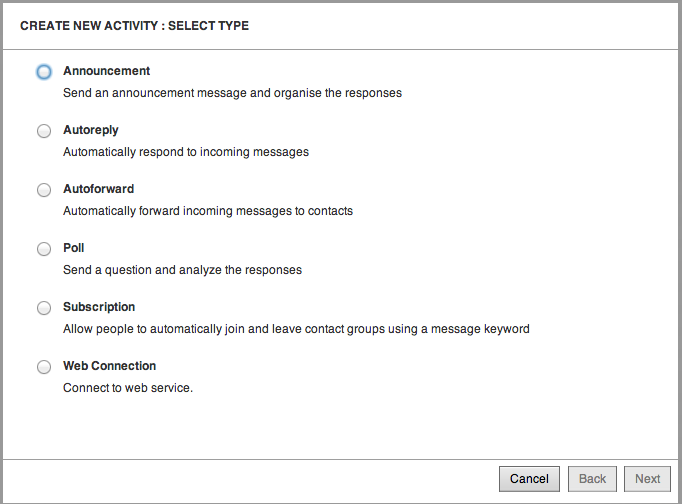 CREATE NEW ACTIVITY : SELECT TYPE
Announcement
Send an announcement message and organise the responses
Autoreply
Automatically respond to incoming messages
Autoforward
Automatically forward incoming messages to contacts
Poll
Send a question and analyze the responses
Subscription
Allow people to automatically join and leave contact groups using a message keyword
Web Connection
Connect to web service.
Cancel Back Next